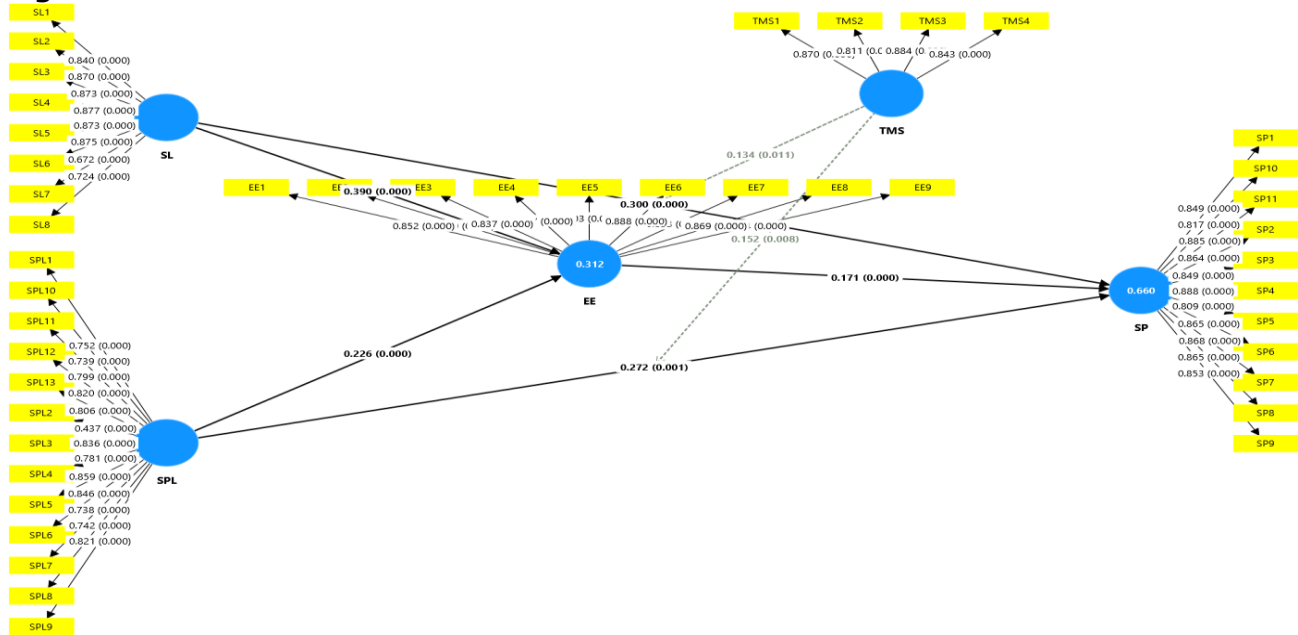 SL1
SL2
SL3
SL4
SL5
SL6
SL7
SL8
0.840 (0.000)
0.870 (0.000)
0.873 (0.000)
0.877 (0.000)
0.873 (0.000)
0.875 (0.000)
0.672 (0.000)
0.724 (0.000)
SL
TMS1 TMS2 TMS3 TMS4
0.870 0.811 0.884 0.843 (0.000)
TMS
0.134 (0.011)
EE1 EE3 EE4 EE5 EE6 EE7 EE8 EE9
0.390 (0.000)
0.300 (0.000)
0.852 (0.000) 0.837 (0.000) 0.888 (0.000) 0.869 (0.000)
0.152 (0.008)
0.312
EE
0.171 (0.000)
SPL1
SPL10
SPL11
SPL12
SPL13
SPL2
SPL3
SPL4
SPL5
SPL6
SPL7
SPL8
SPL9
0.752 (0.000)
0.739 (0.000)
0.799 (0.000)
0.820 (0.000)
0.806 (0.000)
0.437 (0.000)
0.836 (0.000)
0.781 (0.000)
0.859 (0.000)
0.846 (0.000)
0.738 (0.000)
0.742 (0.000)
0.821 (0.000)
SPL
0.226 (0.000)
0.272 (0.001)
0.660
SP
0.849 (0.000)
0.817 (0.000)
0.885 (0.000)
0.864 (0.000)
0.849 (0.000)
0.888 (0.000)
0.809 (0.000)
0.865 (0.000)
0.868 (0.000)
0.865 (0.000)
0.853 (0.000)
SP1
SP10
SP11
SP2
SP3
SP4
SP5
SP6
SP7
SP8
SP9